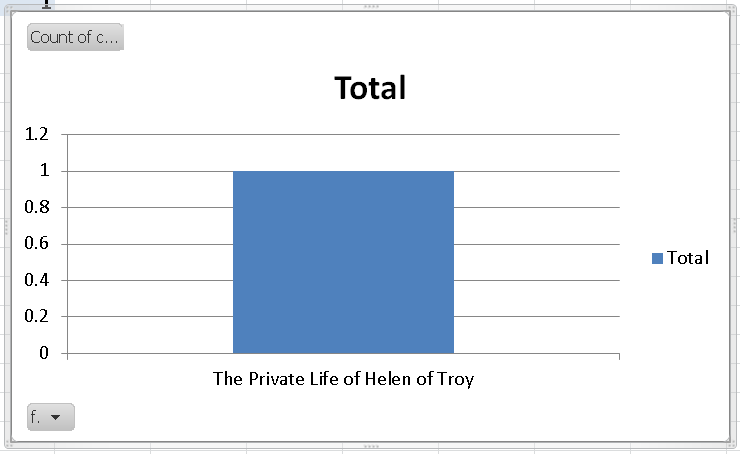 1
Count of c...
Total
1.2
1
0.8
0.6
0.4
0.2
0
Total
The Private Life of Helen of Troy
f.